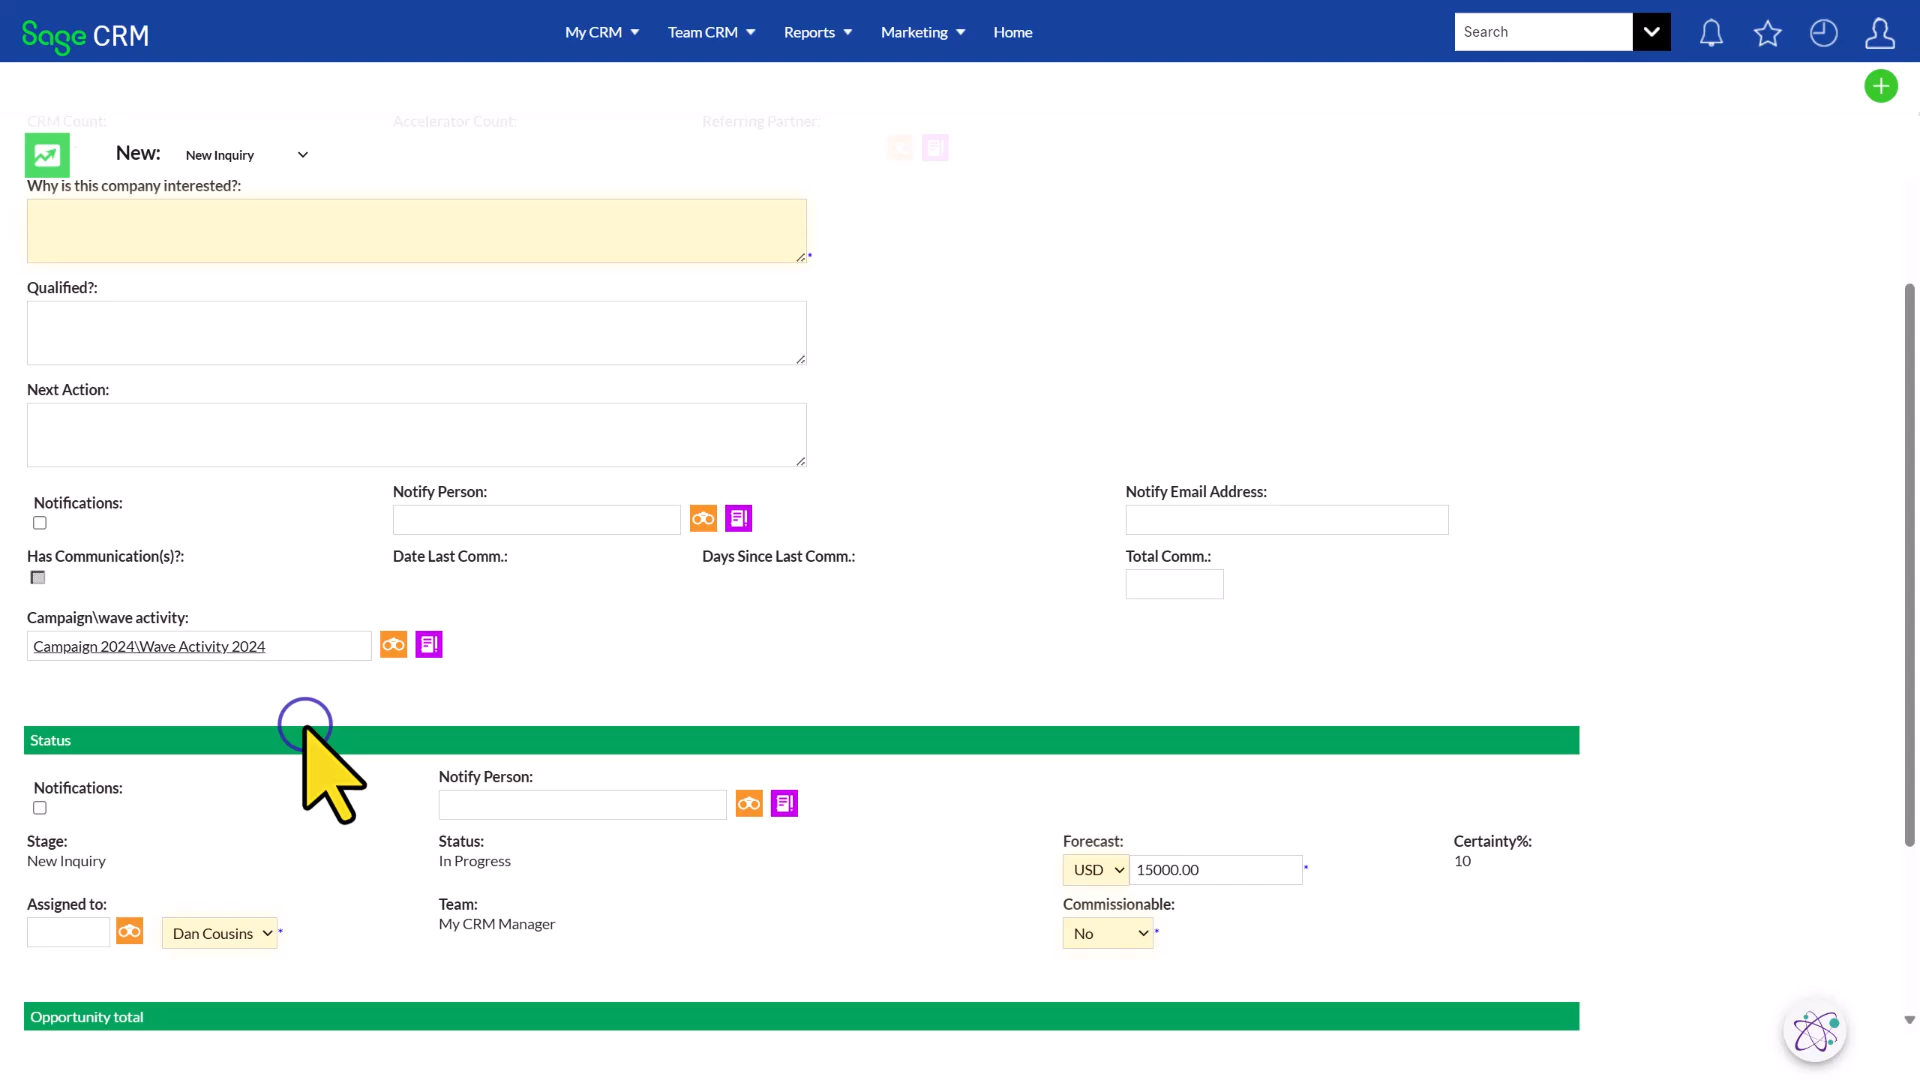 Sage CRM
My CRM
Team CRM
Reports
Marketing
Home
Search
CRM Count:
Accelerator Count:
Referring Partner:
New:
New Inquiry
Why is this company interested?:
*
Qualified?:
Next Action:
Notifications:
Notify Person:
Notify Email Address:
Has Communication(s)?:
Date Last Comm.:
Days Since Last Comm.:
Total Comm.:
Campaign\wave activity:
Campaign 2024\Wave Activity 2024
Status
Notifications:
Notify Person:
Stage:
Status:
Forecast:
Certainty%:
New Inquiry
In Progress
USD
15000.00
*
10
Assigned to:
Team:
Commissionable:
Dan Cousins
*
My CRM Manager
No
*
Opportunity total